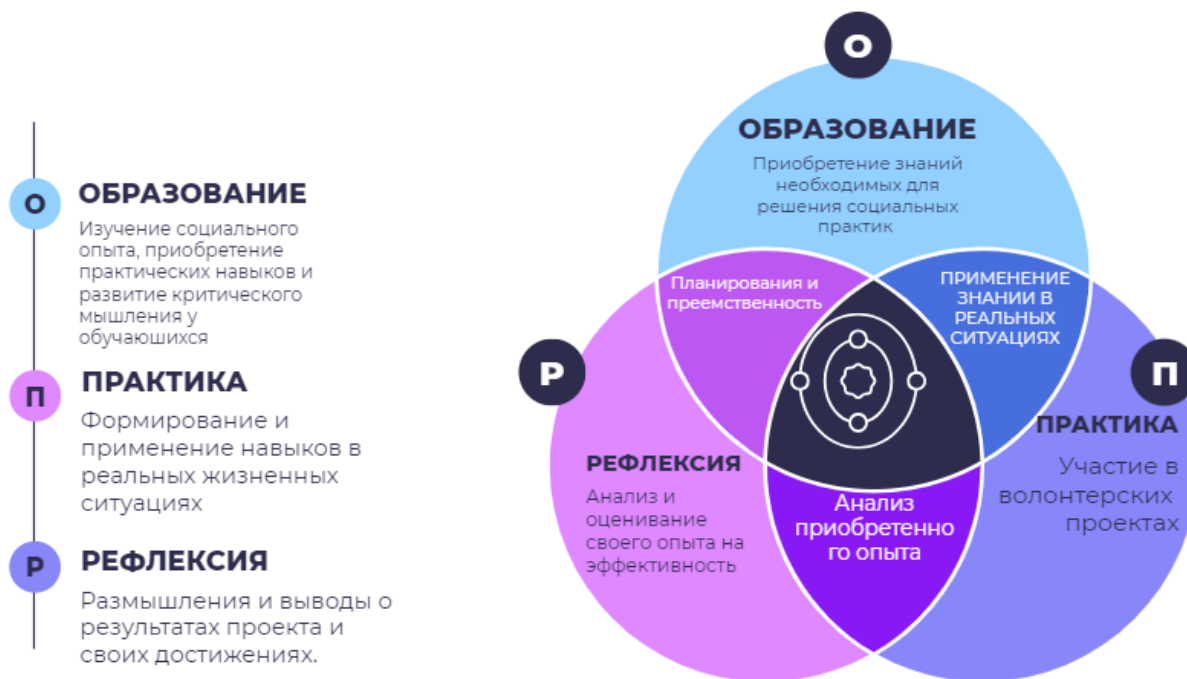 О
ОБРАЗОВАНИЕ
Изучение социального
опыта, приобретение
практических навыков и
развитие критического
мышления у
обучающихся
П
ПРАКТИКА
Формирование и
применение навыков в
реальных жизненных
ситуациях
Р
РЕФЛЕКСИЯ
Размышления и выводы о
результатах проекта и
своих достижениях.
О
ОБРАЗОВАНИЕ
Приобретение знаний
необходимых для
решения социальных
практик
Планирования и
преемственность
ПРИМЕНЕНИЕ
ЗНАНИИ В
РЕАЛЬНЫХ
СИТУАЦИЯХ
Р
РЕФЛЕКСИЯ
Анализ и
оценивание
своего опыта на
эффективность
П
ПРАКТИКА
Участие в
волонтерских
проектах
Анализ
приобретенно
го опыта